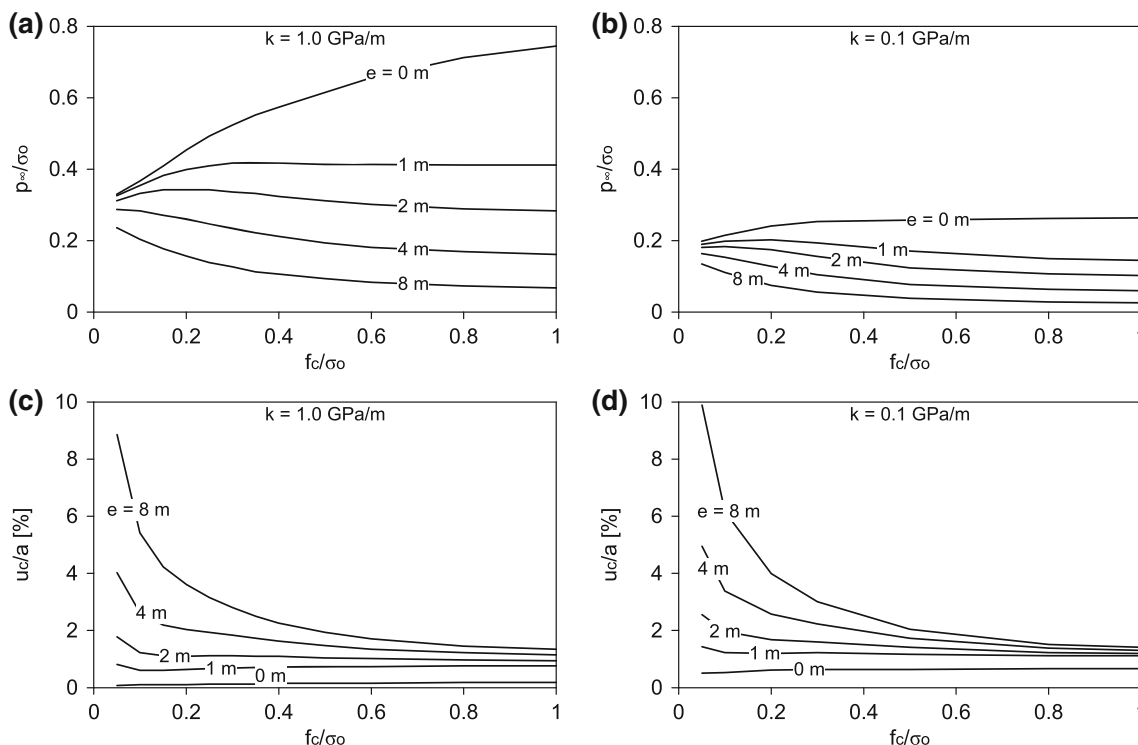 (a)
k = 1.0 GPa/m
0.8
0.6
0.4
0.2
0
p∞/σo
e = 0 m
1 m
2 m
4 m
8 m
0 0.2 0.4 0.6 0.8 1
fc/σo
(b)
k = 0.1 GPa/m
0.8
0.6
0.4
0.2
0
p∞/σo
e = 0 m
1 m
2 m
4 m
8 m
0 0.2 0.4 0.6 0.8 1
fc/σo
(c)
k = 1.0 GPa/m
10
8
6
4
2
0
uc/a [%]
e = 8 m
4 m
2 m
1 m
0 m
0 0.2 0.4 0.6 0.8 1
fc/σo
(d)
k = 0.1 GPa/m
10
8
6
4
2
0
uc/a [%]
e = 8 m
4 m
2 m
1 m
0 m
0 0.2 0.4 0.6 0.8 1
fc/σo